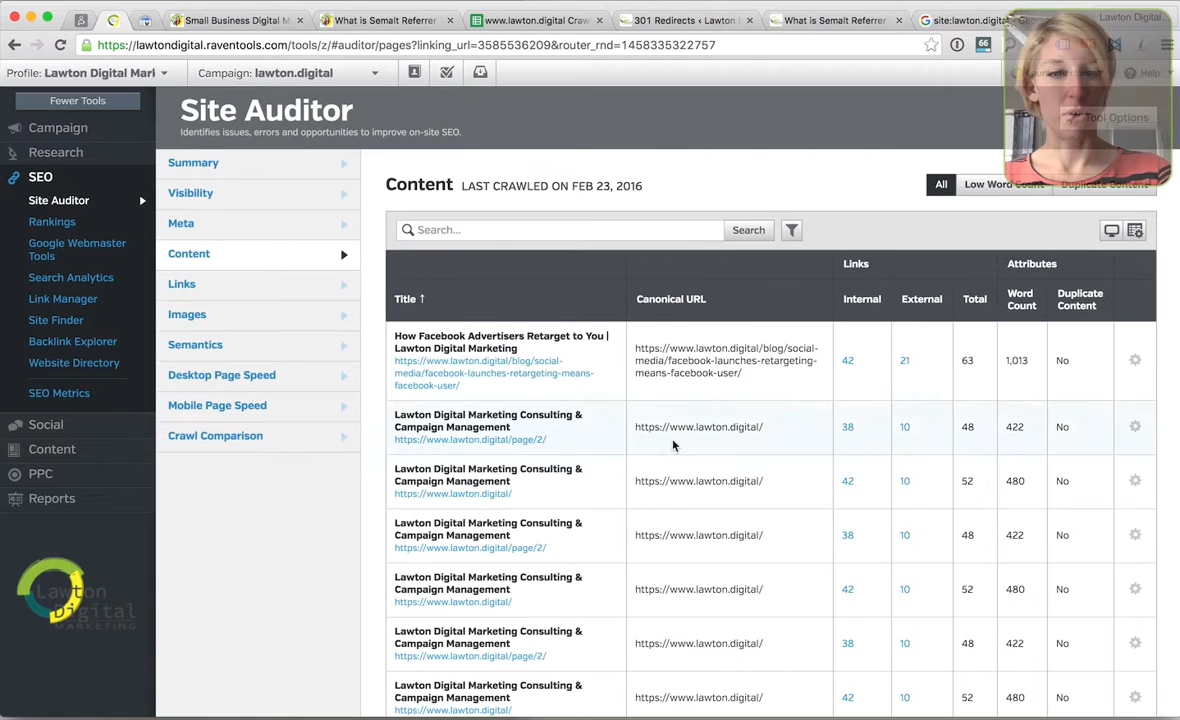 Small Business Digital M
What is Semalt Referrer
www.lawton.digital Craw
301 Redirects ‹ Lawton
What is Semalt Referrer
site:lawton.digital
Lawton Digital...
https://lawtondigital.raventools.com/tools/z/#auditor/pages?linking_url=3585536209&router_rnd=1458335322757
66
Profile: Lawton Digital Marl
Campaign: lawton.digital
Help
Fewer Tools
Campaign
Research
SEO
Site Auditor
Rankings
Google Webmaster
Tools
Search Analytics
Link Manager
Site Finder
Backlink Explorer
Website Directory
SEO Metrics
Social
Content
PPC
Reports
Lawton
Digital
MARKETING
Site Auditor
Identifies issues, errors and opportunities to improve on-site SEO.
Tool Options
Summary
Visibility
Meta
Content
Links
Images
Semantics
Desktop Page Speed
Mobile Page Speed
Crawl Comparison
Content LAST CRAWLED ON FEB 23, 2016
All
Low Word Count
Duplicate Content
Search...
Search
Links
Attributes
Title ↑
Canonical URL
Internal
External
Total
Word
Count
Duplicate
Content
How Facebook Advertisers Retarget to You |
Lawton Digital Marketing
https://www.lawton.digital/blog/social-
media/facebook-launches-retargeting-means-
facebook-user/
https://www.lawton.digital/blog/social-
media/facebook-launches-retargeting-
means-facebook-user/
42 21 63 1,013 No
Lawton Digital Marketing Consulting &
Campaign Management
https://www.lawton.digital/page/2/
https://www.lawton.digital/
38 10 48 422 No
Lawton Digital Marketing Consulting &
Campaign Management
https://www.lawton.digital/
https://www.lawton.digital/
42 10 52 480 No
Lawton Digital Marketing Consulting &
Campaign Management
https://www.lawton.digital/page/2/
https://www.lawton.digital/
38 10 48 422 No
Lawton Digital Marketing Consulting &
Campaign Management
https://www.lawton.digital/
https://www.lawton.digital/
42 10 52 480 No
Lawton Digital Marketing Consulting &
Campaign Management
https://www.lawton.digital/page/2/
https://www.lawton.digital/
38 10 48 422 No
Lawton Digital Marketing Consulting &
Campaign Management
https://www.lawton.digital/
https://www.lawton.digital/
42 10 52 480 No